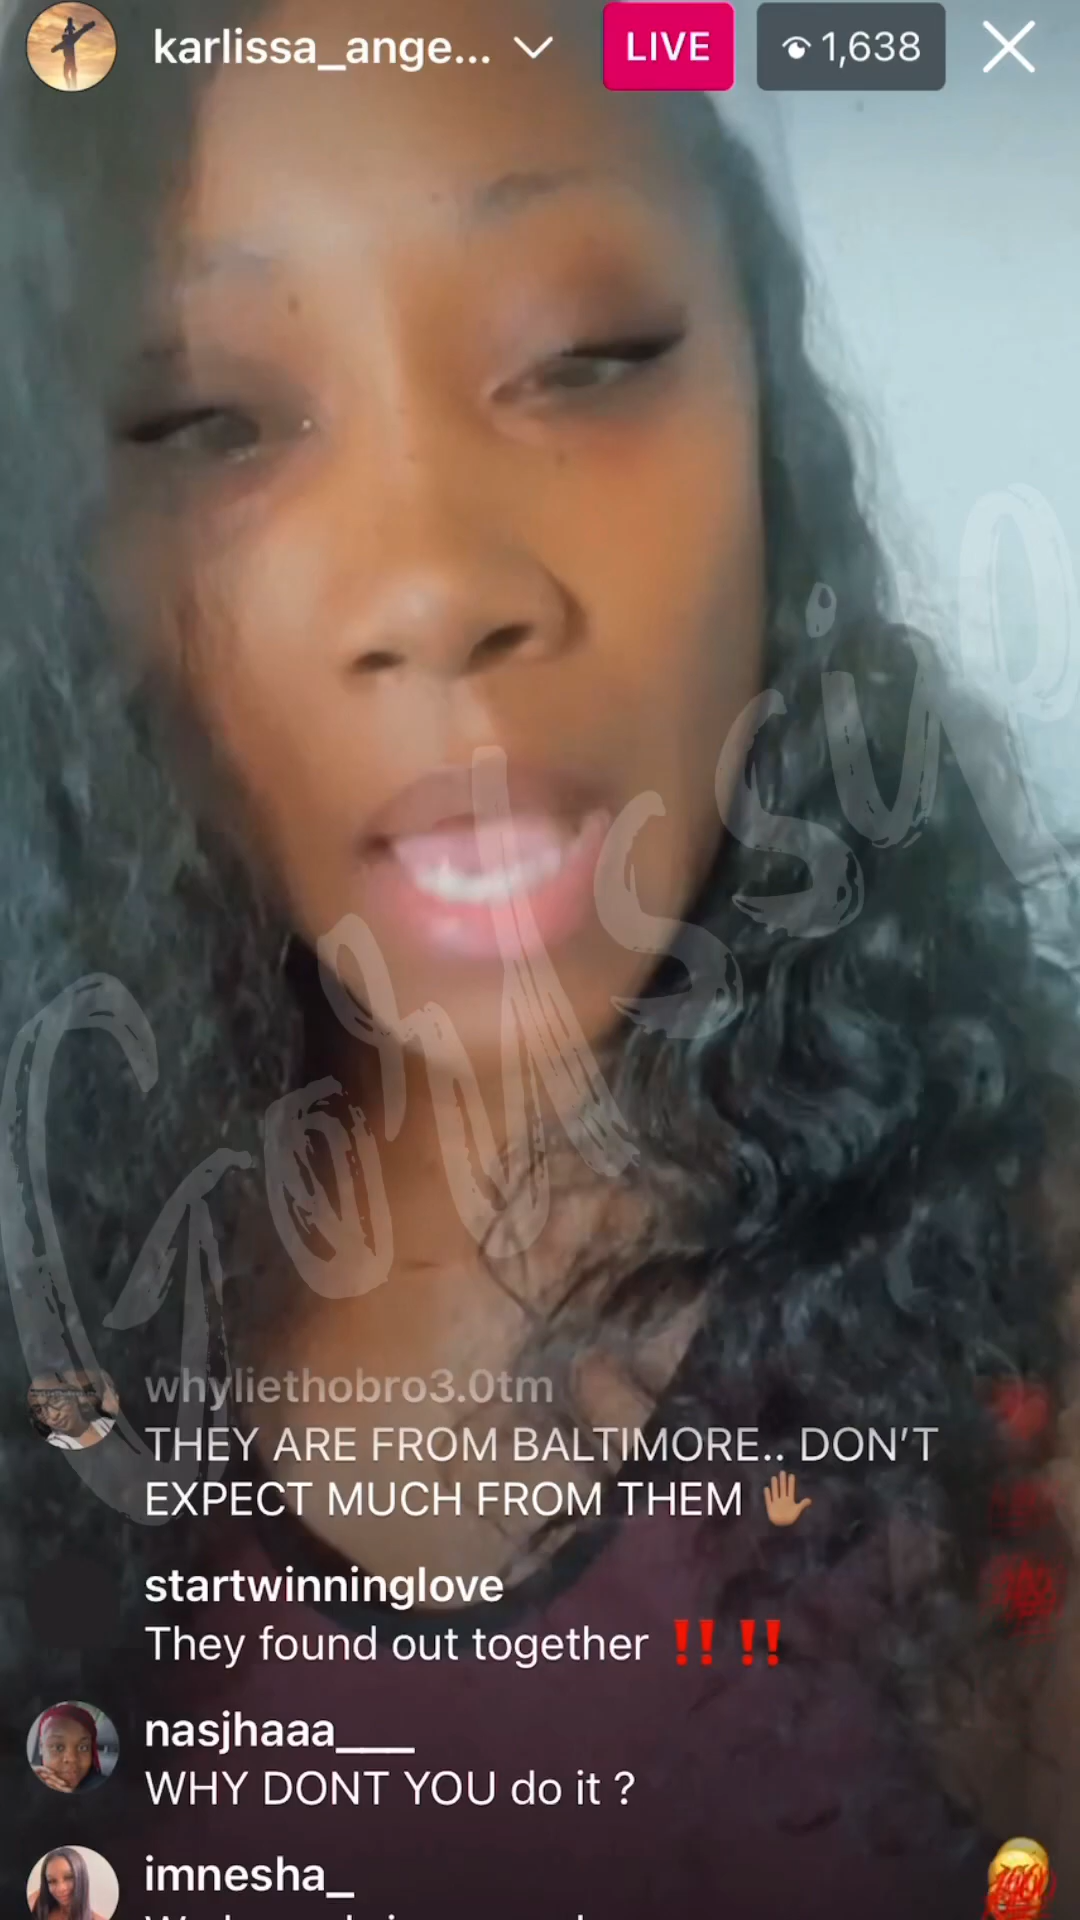 karlissa_ange...
LIVE
1,638
Gorlssip
whyliethobro3.0tm
THEY ARE FROM BALTIMORE.. DON'T
EXPECT MUCH FROM THEM 🤚🏽
startwinninglove
They found out together ‼️ ‼️
nasjhaaa___
WHY DONT YOU do it ?
imnesha_